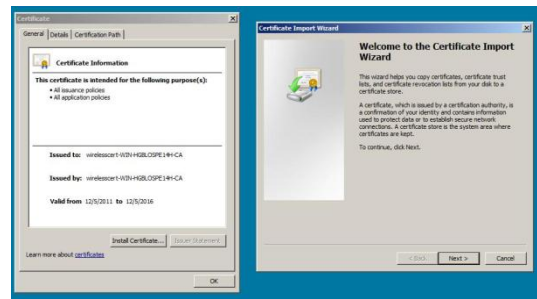 Certificate
General Details Certification Path
Certificate Information
This certificate is intended for the following purpose(s):
• All issuance policies
• All application policies
Issued to: wirelesscert-WIN-HGBLOSPE14H-CA
Issued by: wirelesscert-WIN-HGBLOSPE14H-CA
Valid from 12/5/2011 to 12/5/2016
Install Certificate... Issuer Statement
Learn more about certificates
OK
Certificate Import Wizard
Welcome to the Certificate Import
Wizard
This wizard helps you copy certificates, certificate trust
lists, and certificate revocation lists from your disk to a
certificate store.
A certificate, which is issued by a certification authority, is
a confirmation of your identity and contains information
used to protect data or to establish secure network
connections. A certificate store is the system area where
certificates are kept.
To continue, click Next.
< Back Next > Cancel